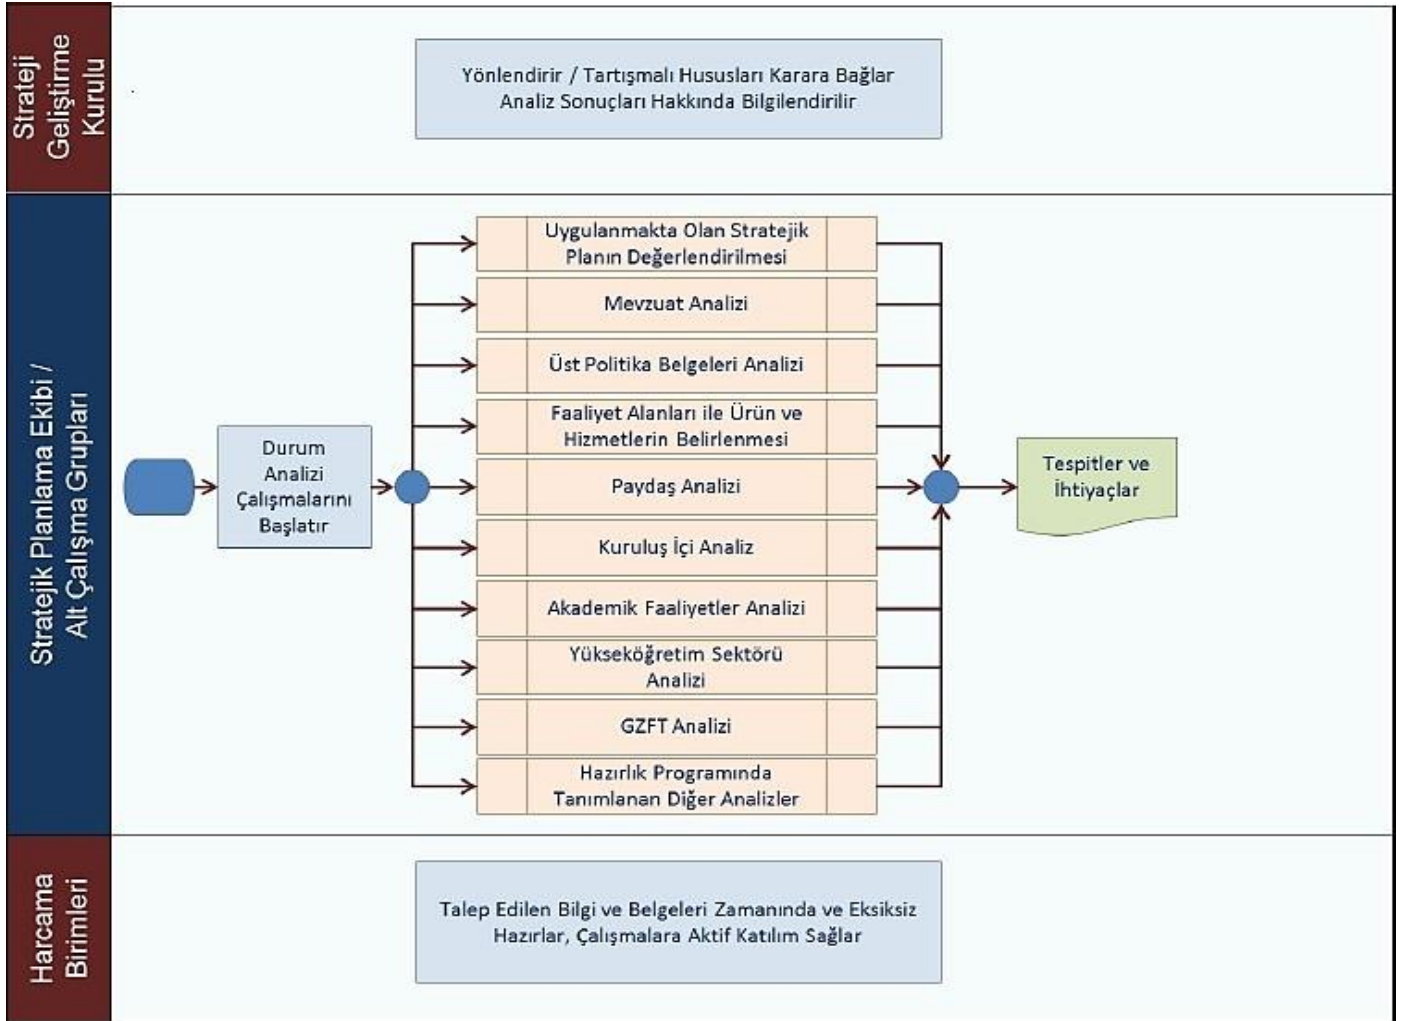 Strateji
Geliştirme
Kurulu
Yönlendirir / Tartışmalı Hususları Karara Bağlar
Analiz Sonuçları Hakkında Bilgilendirilir
Stratejik Planlama Ekibi /
Alt Çalışma Grupları
Durum
Analizi
Çalışmalarını
Başlatır
Uygulanmakta Olan Stratejik
Planın Değerlendirilmesi
Mevzuat Analizi
Üst Politika Belgeleri Analizi
Faaliyet Alanları ile Ürün ve
Hizmetlerin Belirlenmesi
Paydaş Analizi
Kuruluş İçi Analiz
Akademik Faaliyetler Analizi
Yükseköğretim Sektörü
Analizi
GZFT Analizi
Hazırlık Programında
Tanımlanan Diğer Analizler
Tespitler ve
İhtiyaçlar
Harcama
Birimleri
Talep Edilen Bilgi ve Belgeleri Zamanında ve Eksiksiz
Hazırlar, Çalışmalara Aktif Katılım Sağlar